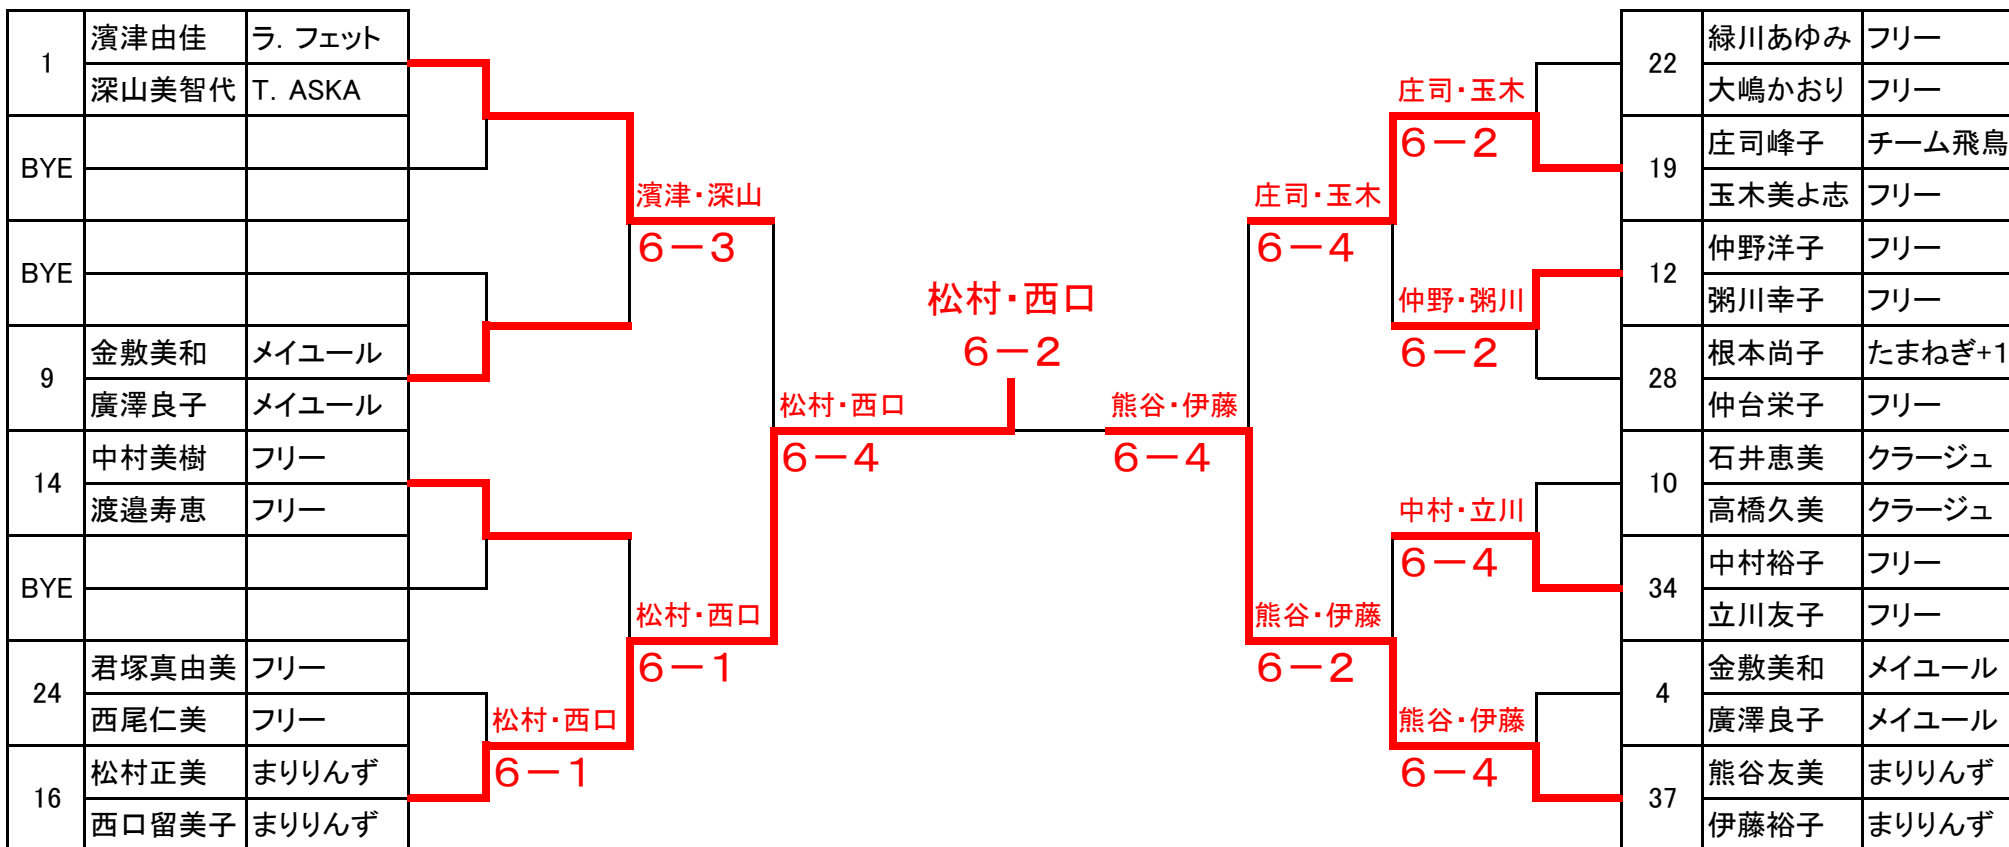 1 濱津由佳 ラ．フェット
深山美智代 T．ASKA
BYE
BYE
9 金敷美和 メイユール
廣澤良子 メイユール
14 中村美樹 フリー
渡邉寿恵 フリー
BYE
24 君塚真由美 フリー
西尾仁美 フリー
16 松村正美 まりりんず
西口留美子 まりりんず
濱津・深山
6－3
松村・西口
6－1
松村・西口
6－1
松村・西口
6－4
松村・西口
6－2
熊谷・伊藤
6－4
庄司・玉木
6－4
熊谷・伊藤
6－2
庄司・玉木
6－2
仲野・粥川
6－2
中村・立川
6－4
熊谷・伊藤
6－4
22 緑川あゆみ フリー
大嶋かおり フリー
19 庄司峰子 チーム飛鳥
玉木美よ志 フリー
12 仲野洋子 フリー
粥川幸子 フリー
28 根本尚子 たまねぎ+1
仲台栄子 フリー
10 石井恵美 クラージュ
高橋久美 クラージュ
34 中村裕子 フリー
立川友子 フリー
4 金敷美和 メイユール
廣澤良子 メイユール
37 熊谷友美 まりりんず
伊藤裕子 まりりんず